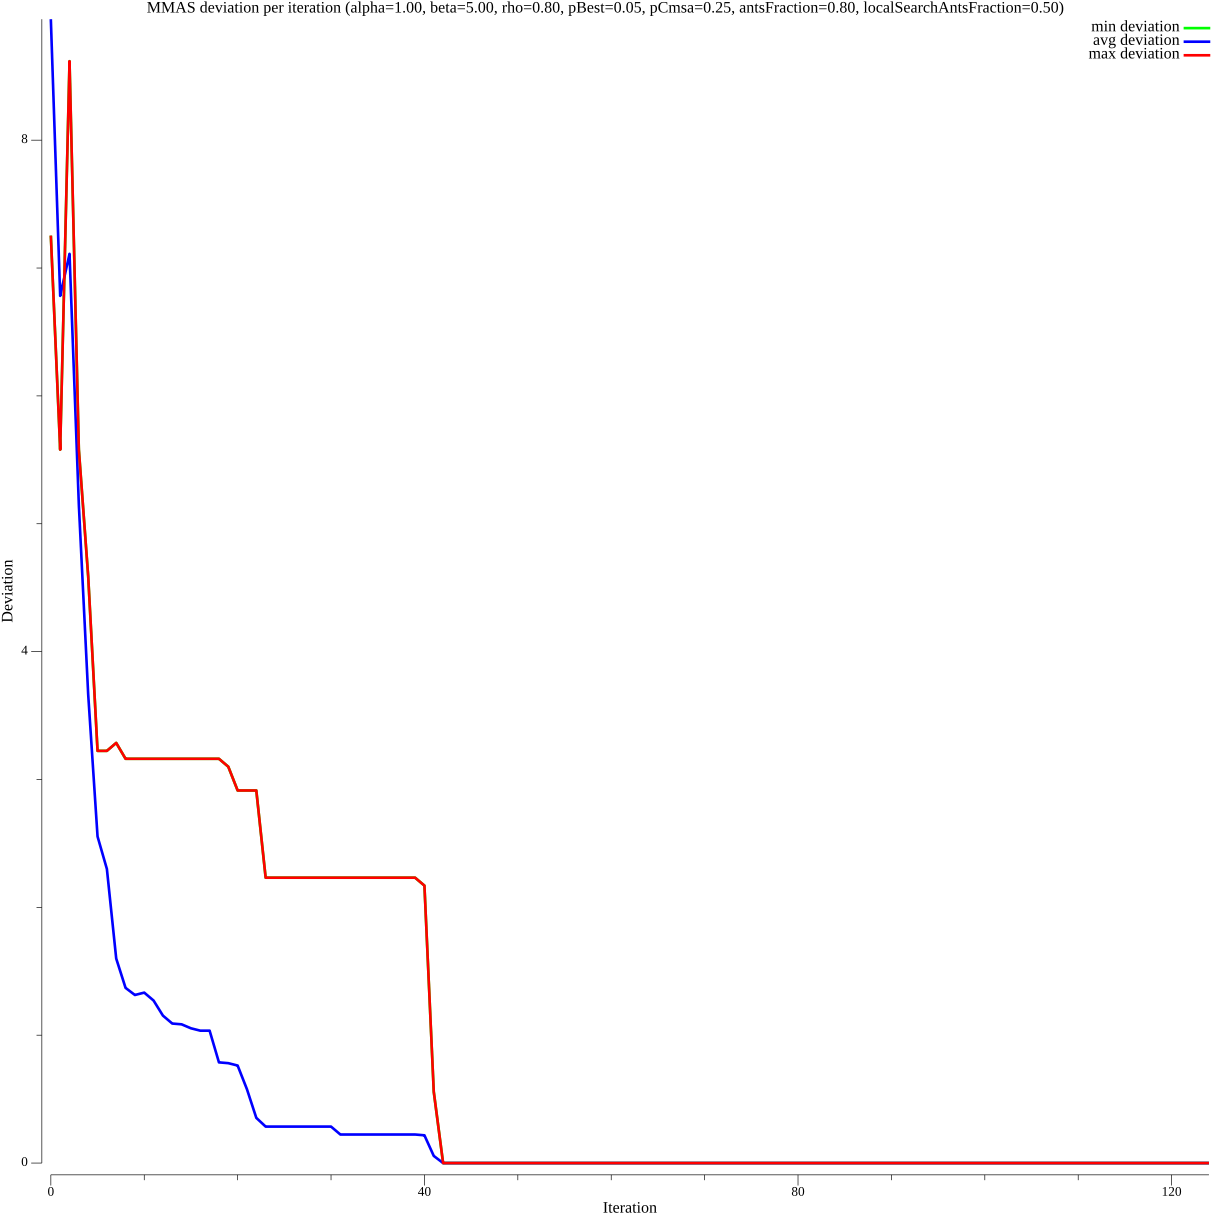 MMAS deviation per iteration (alpha=1.00, beta=5.00, rho=0.80, pBest=0.05, pCmsa=0.25, antsFraction=0.80, localSearchAntsFraction=0.50)
min deviation
avg deviation
max deviation
8
4
0
Deviation
0 40 80 120
Iteration